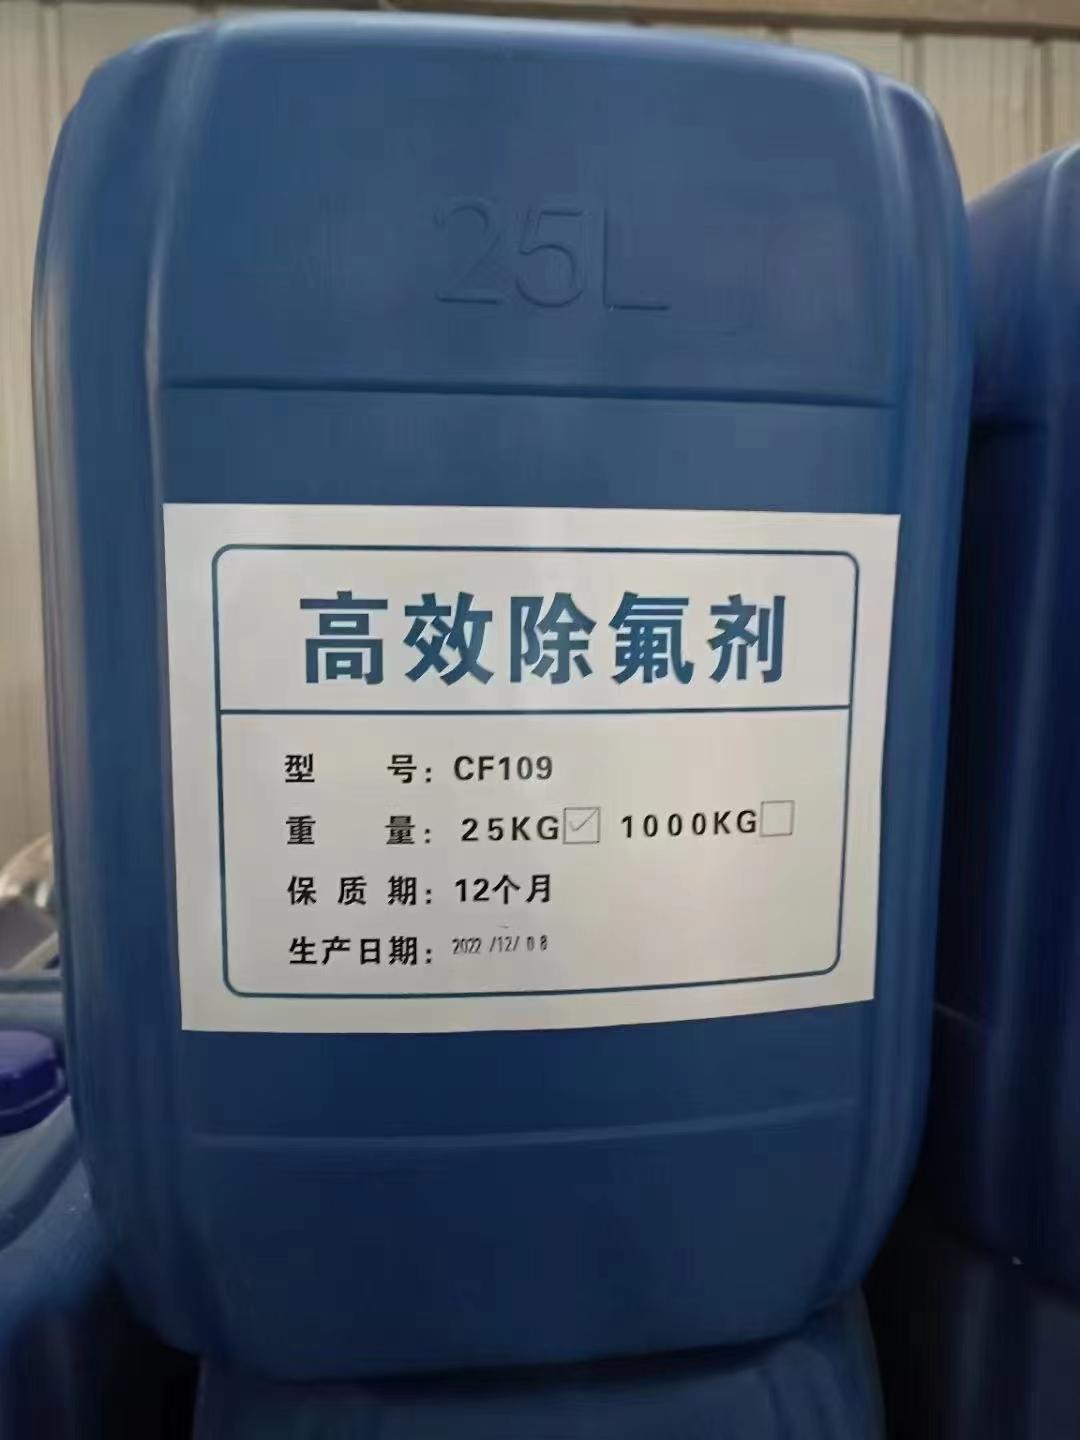 25L
高效除氟剂
型 号：CF109
重 量：25KG☑ 1000KG☐
保质期：12个月
生产日期：2022/12/08